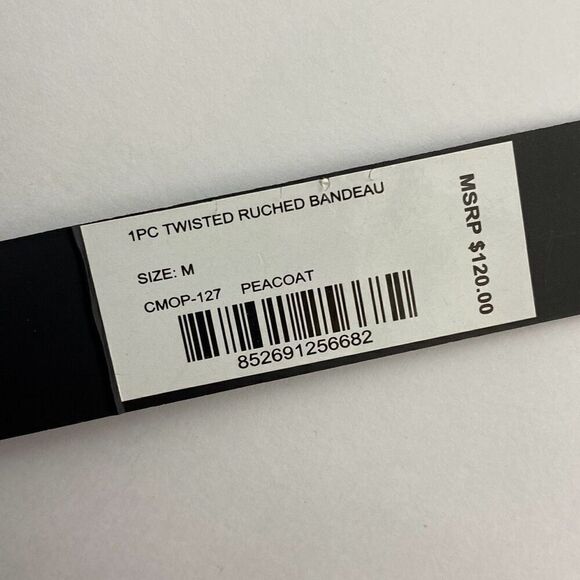 1PC TWISTED RUCHED BANDEAU
SIZE: M
CMOP-127 PEACOAT
852691256682
MSRP $120.00